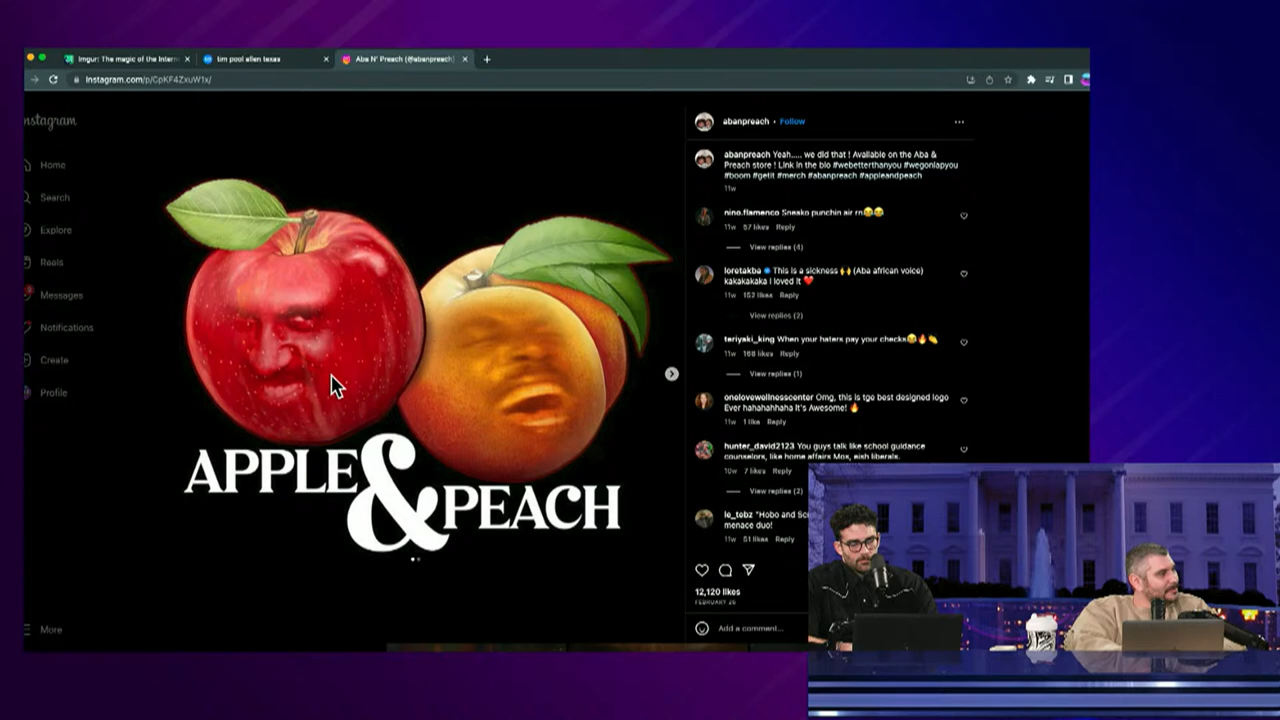 Imgur: The magic of the Intern
tim pool allen texas
Aba N' Preach (@abanpreach)
instagram.com/p/CpKF4ZxuW1x/
nstagram
Home
Search
Explore
Reels
Messages
Notifications
Create
Profile
More
APPLE & PEACH
abanpreach • Follow
abanpreach Yeah..... we did that ! Available on the Aba &
Preach store ! Link in the bio #webetterthanyou #wegonlapyou
#boom #getit #merch #abanpreach #appleandpeach
11w
nino.flamenco Sneako punchin air rn😂😂
11w 57 likes Reply
View replies (4)
loretakba This is a sickness 🙌 (Aba african voice)
kakakakaka I loved it ❤️
11w 152 likes Reply
View replies (2)
teriyaki_king When your haters pay your checks😂🔥👏
11w 168 likes Reply
View replies (1)
onelovewellnesscenter Omg, this is tge best designed logo
Ever hahahahhaha It's Awesome! 🔥
11w 1 like Reply
hunter_david2123 You guys talk like school guidance
counselors, like home affairs Mos, eish liberals.
10w 7 likes Reply
View replies (2)
le_tebz "Hobo and Sc
menace duo!
11w 51 likes Reply
12,120 likes
FEBRUARY 26
Add a comment...